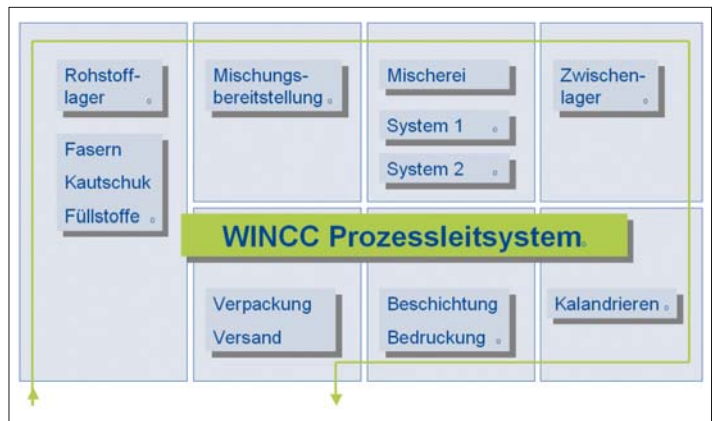 Rohstoff-
lager
Fasern
Kautschuk
Füllstoffe
Mischungs-
bereitstellung
Mischerei
System 1
System 2
Zwischen-
lager
WINCC Prozessleitsystem
Verpackung
Versand
Beschichtung
Bedruckung
Kalandrieren